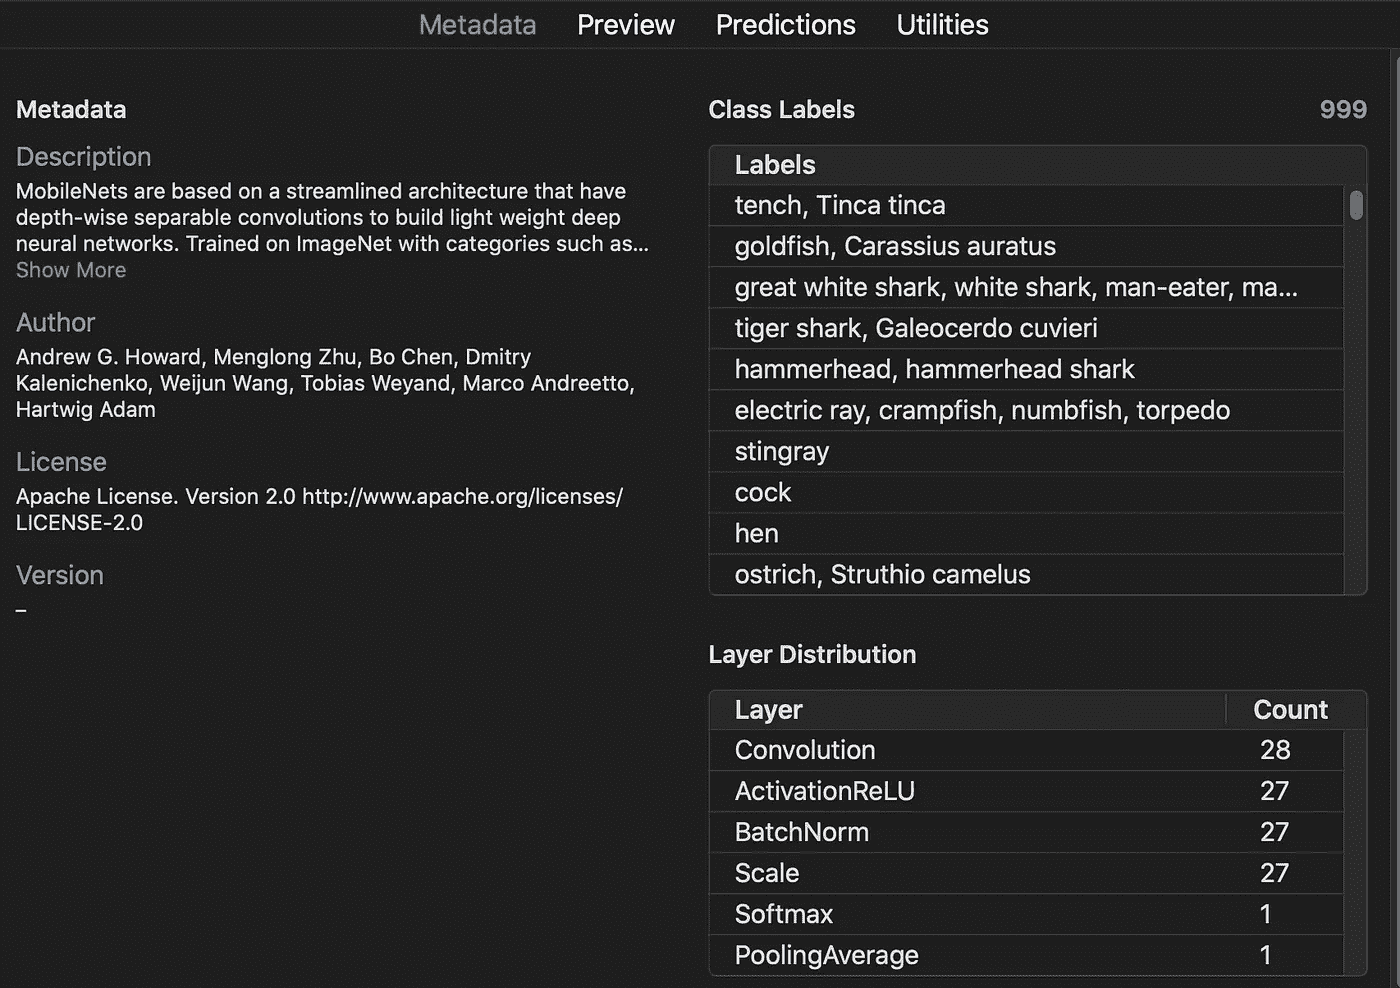 Metadata Preview Predictions Utilities
Metadata
Description
MobileNets are based on a streamlined architecture that have
depth-wise separable convolutions to build light weight deep
neural networks. Trained on ImageNet with categories such as...
Show More
Author
Andrew G. Howard, Menglong Zhu, Bo Chen, Dmitry
Kalenichenko, Weijun Wang, Tobias Weyand, Marco Andreetto,
Hartwig Adam
License
Apache License. Version 2.0 http://www.apache.org/licenses/
LICENSE-2.0
Version
–
Class Labels 999
Labels
tench, Tinca tinca
goldfish, Carassius auratus
great white shark, white shark, man-eater, ma...
tiger shark, Galeocerdo cuvieri
hammerhead, hammerhead shark
electric ray, crampfish, numbfish, torpedo
stingray
cock
hen
ostrich, Struthio camelus
Layer Distribution
Layer Count
Convolution 28
ActivationReLU 27
BatchNorm 27
Scale 27
Softmax 1
PoolingAverage 1